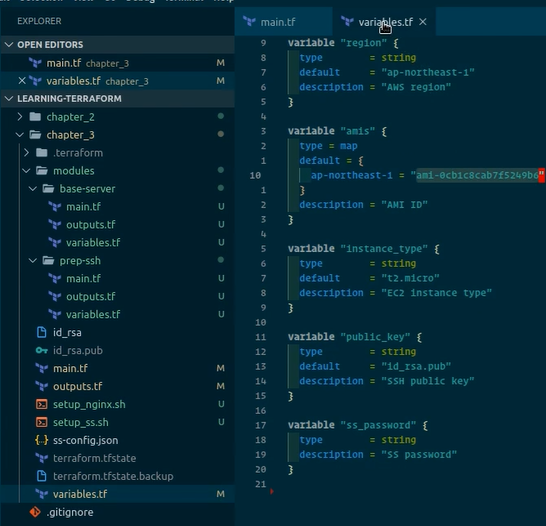 EXPLORER
OPEN EDITORS
main.tf chapter_3 M
variables.tf chapter_3 M
LEARNING-TERRAFORM
chapter_2
chapter_3
.terraform
modules
base-server
main.tf U
outputs.tf U
variables.tf U
prep-ssh
main.tf U
outputs.tf U
variables.tf U
id_rsa
id_rsa.pub
main.tf M
outputs.tf M
setup_nginx.sh U
setup_ss.sh U
ss-config.json
terraform.tfstate
terraform.tfstate.backup
variables.tf M
.gitignore
main.tf
variables.tf
9 variable "region" {
8 type = string
7 default = "ap-northeast-1"
6 description = "AWS region"
5 }
4
3 variable "amis" {
2 type = map
1 default = {
10 ap-northeast-1 = "ami-0cb1c8cab7f5249b6"
1 }
2 description = "AMI ID"
3 }
4
5 variable "instance_type" {
6 type = string
7 default = "t2.micro"
8 description = "EC2 instance type"
9 }
10
11 variable "public_key" {
12 type = string
13 default = "id_rsa.pub"
14 description = "SSH public key"
15 }
16
17 variable "ss_password" {
18 type = string
19 description = "SS password"
20 }
21